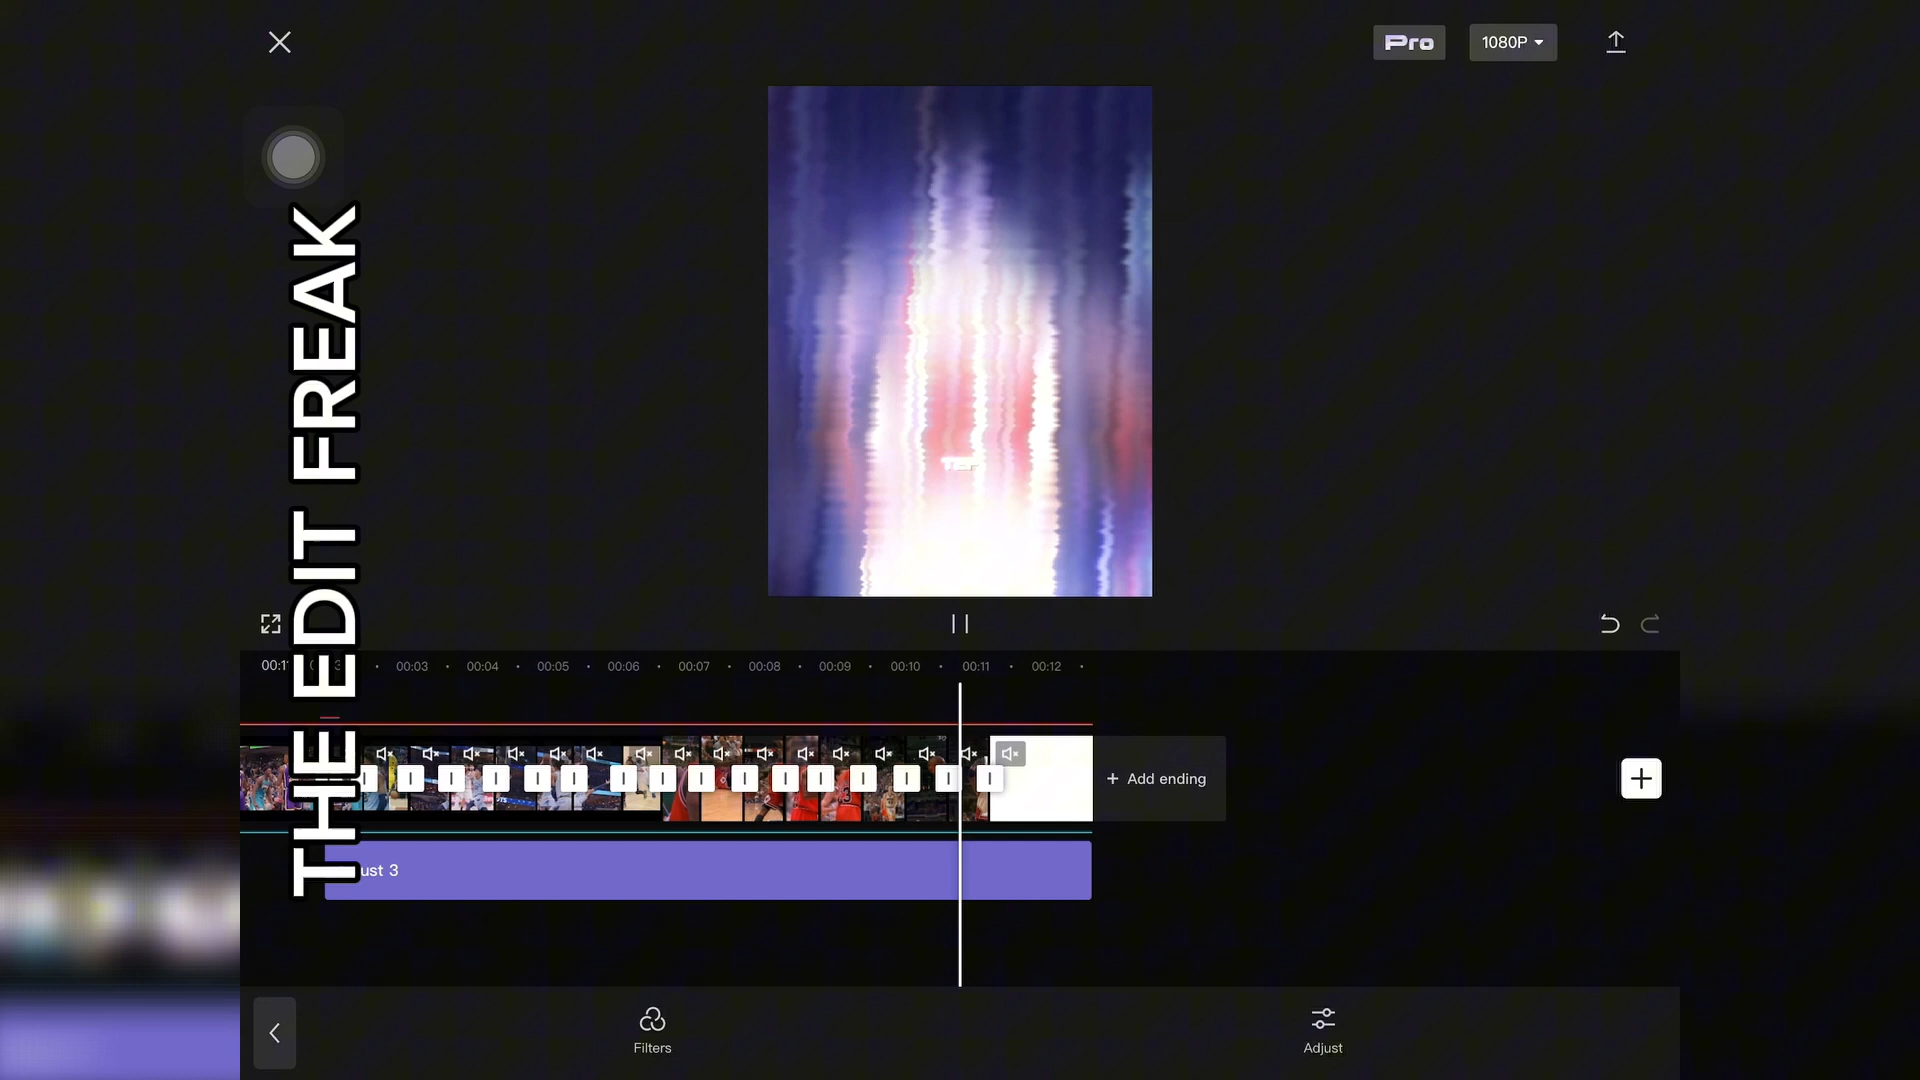 Pro
1080P
THE EDIT FREAK
TEF
00:03
00:04
00:05
00:06
00:07
00:08
00:09
00:10
00:11
00:12
+ Add ending
ust 3
Filters
Adjust